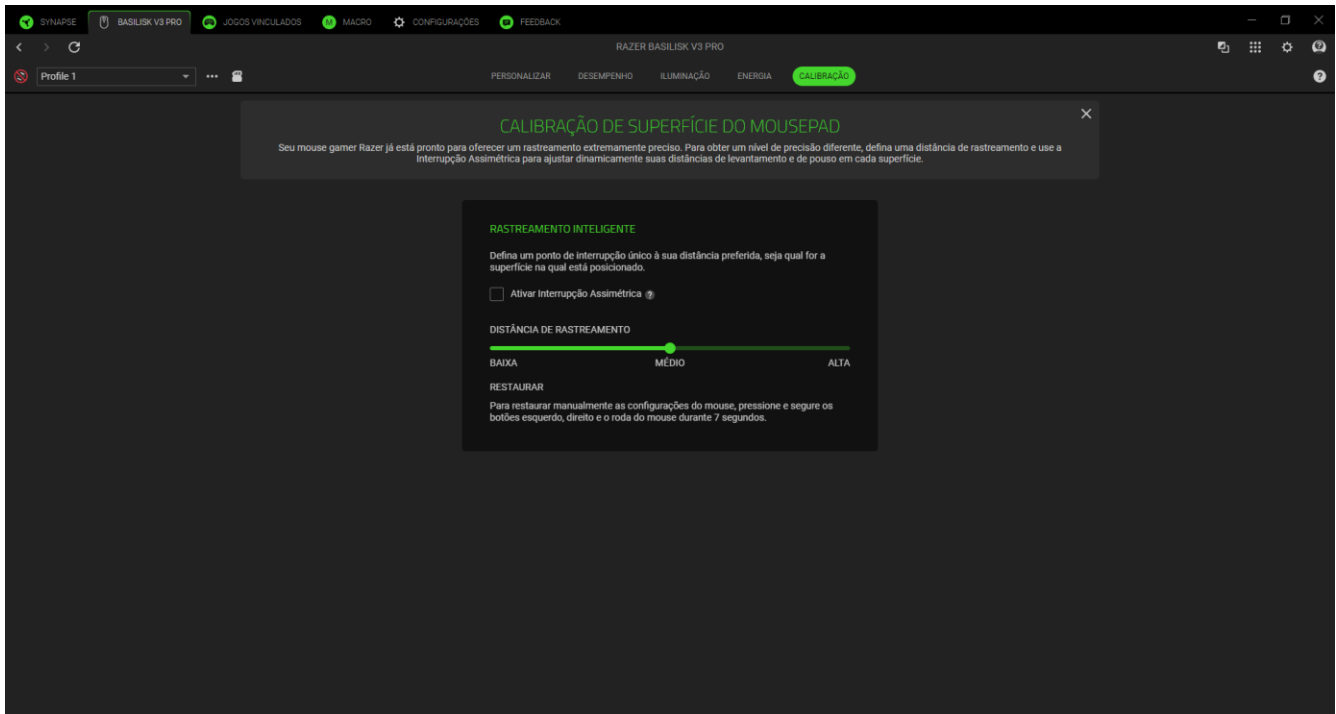 SYNAPSE BASILISK V3 PRO JOGOS VINCULADOS M MACRO CONFIGURAÇÕES FEEDBACK
RAZER BASILISK V3 PRO
Profile 1 PERSONALIZAR DESEMPENHO ILUMINAÇÃO ENERGIA CALIBRAÇÃO ?
CALIBRAÇÃO DE SUPERFÍCIE DO MOUSEPAD
Seu mouse gamer Razer já está pronto para oferecer um rastreamento extremamente preciso. Para obter um nível de precisão diferente, defina uma distância de rastreamento e use a
Interrupção Assimétrica para ajustar dinamicamente suas distâncias de levantamento e de pouso em cada superfície.
RASTREAMENTO INTELIGENTE
Defina um ponto de interrupção único à sua distância preferida, seja qual for a
superfície na qual está posicionado.
Ativar Interrupção Assimétrica ?
DISTÂNCIA DE RASTREAMENTO
BAIXA MÉDIO ALTA
RESTAURAR
Para restaurar manualmente as configurações do mouse, pressione e segure os
botões esquerdo, direito e o roda do mouse durante 7 segundos.